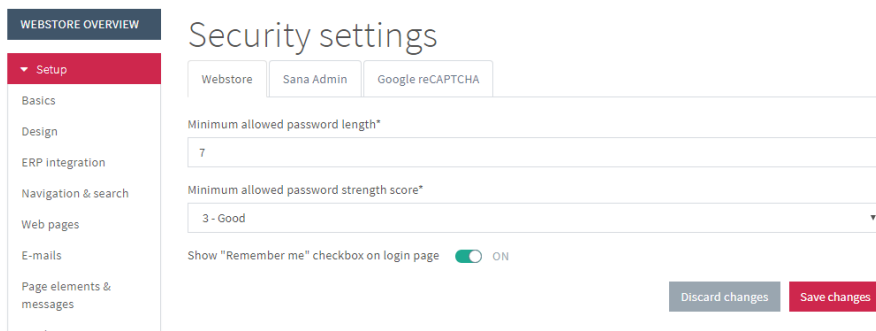 WEBSTORE OVERVIEW
Setup
Basics
Design
ERP integration
Navigation & search
Web pages
E-mails
Page elements &
messages
Security settings
Webstore
Sana Admin
Google reCAPTCHA
Minimum allowed password length*
7
Minimum allowed password strength score*
3 - Good
Show "Remember me" checkbox on login page ON
Discard changes
Save changes